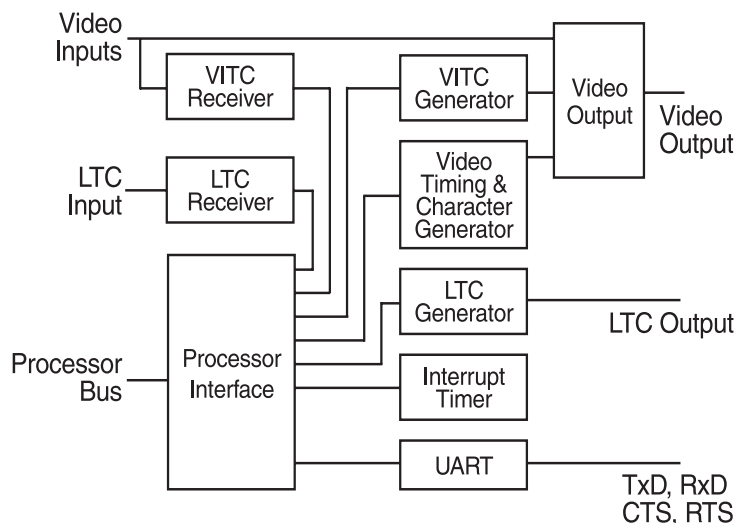 Video
Inputs
VITC
Receiver
VITC
Generator
Video
Output
Video
Output
LTC
Input
LTC
Receiver
Video
Timing &
Character
Generator
LTC
Generator
LTC Output
Processor
Bus
Processor
Interface
Interrupt
Timer
UART
TxD, RxD
CTS, RTS